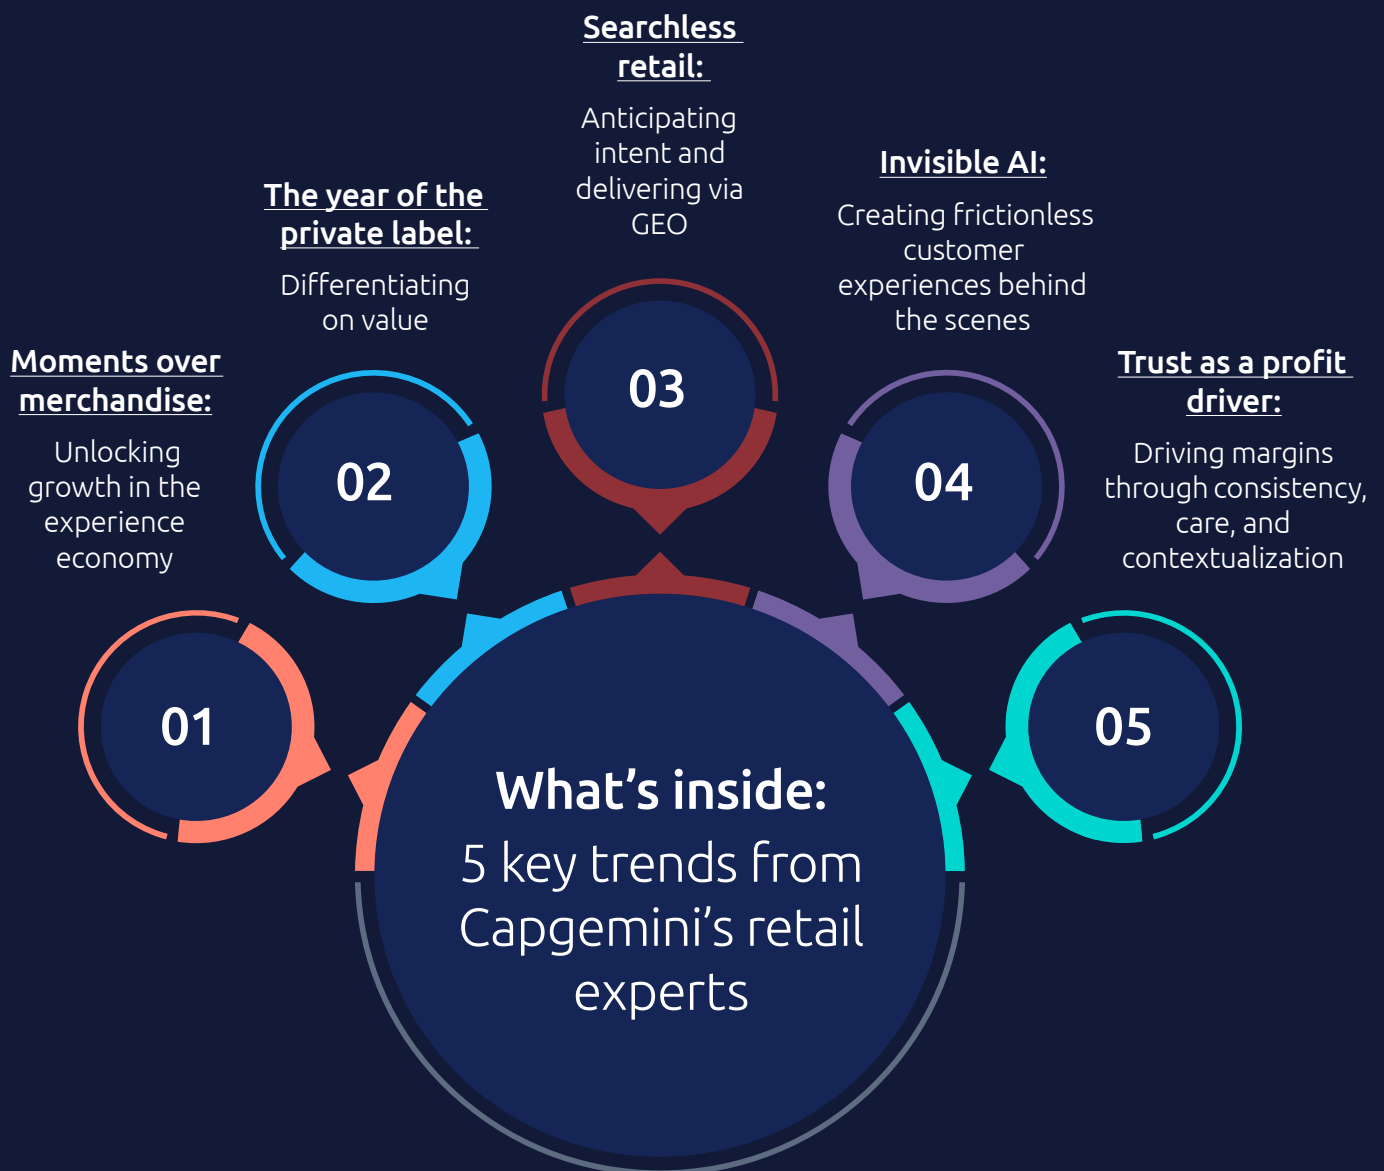 Moments over
merchandise:
Unlocking
growth in the
experience
economy
01
The year of the
private label:
Differentiating
on value
02
Searchless
retail:
Anticipating
intent and
delivering via
GEO
03
Invisible AI:
Creating frictionless
customer
experiences behind
the scenes
04
Trust as a profit
driver:
Driving margins
through consistency,
care, and
contextualization
05
What's inside:
5 key trends from
Capgemini's retail
experts